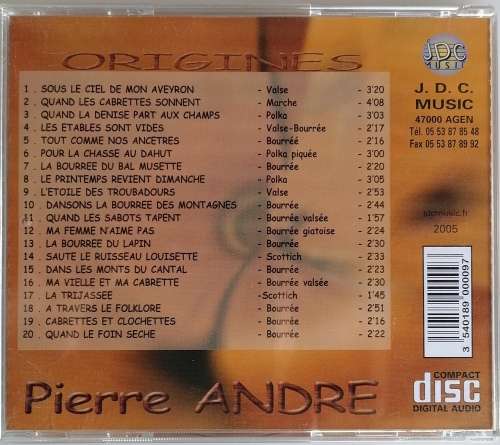 ORIGINES
1 . SOUS LE CIEL DE MON AVEYRON - Valse - 3'20
2 . QUAND LES CABRETTES SONNENT - Marche - 4'08
3 . QUAND LA DENISE PART AUX CHAMPS - Polka - 3'03
4 . LES ETABLES SONT VIDES - Valse-Bourrée - 2'17
5 . TOUT COMME NOS ANCETRES - Bourréé - 2'16
6 . POUR LA CHASSE AU DAHUT - Polka piquée - 3'00
7 . LA BOURREE DU BAL MUSETTE - Bourrée - 2'20
8 . LE PRINTEMPS REVIENT DIMANCHE - Polka - 3'05
9 . L'ETOILE DES TROUBADOURS - Valse - 2'53
10 . DANSONS LA BOURREE DES MONTAGNES - Bourrée - 2'44
11 . QUAND LES SABOTS TAPENT - Bourrée valsée - 1'57
12 . MA FEMME N'AIME PAS - Bourrée giatoise - 2'24
13 . LA BOURREE DU LAPIN - Bourrée - 2'30
14 . SAUTE LE RUISSEAU LOUISETTE - Scottich - 2'33
15 . DANS LES MONTS DU CANTAL - Bourrée - 2'23
16 . MA VIELLE ET MA CABRETTE - Bourrée valsée - 2'30
17 . LA TRIJASSEE -Scottich - 1'45
18 . A TRAVERS LE FOLKLORE - Bourrée - 2'51
19 . CABRETTES ET CLOCHETTES - Bourrée - 2'16
20 . QUAND LE FOIN SECHE - Bourrée - 2'22
Pierre ANDRE
JDC
MUSIC
J. D. C.
MUSIC
47000 AGEN
Tél. 05 53 87 85 48
Fax 05 53 87 89 92
jdcmusic.fr
2005
3 540189 000097
COMPACT
disc
DIGITAL AUDIO